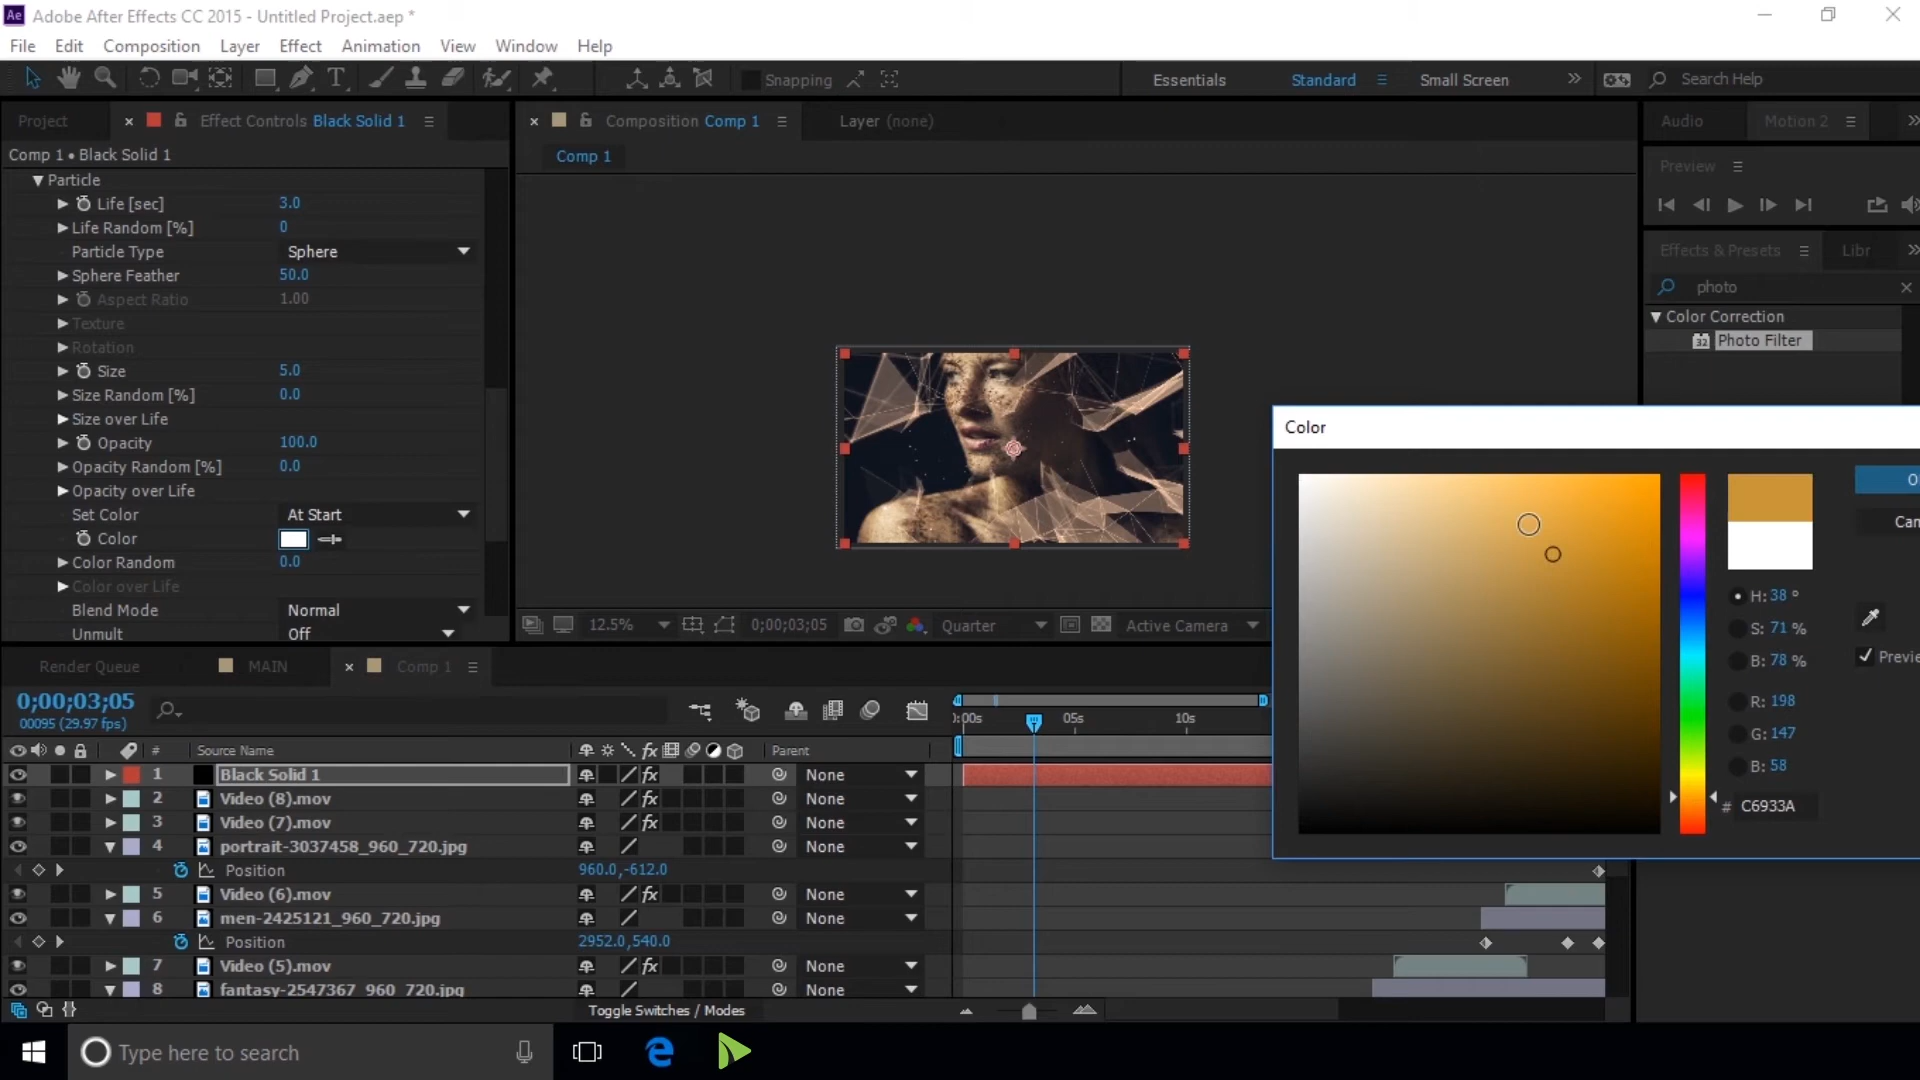 Ae Adobe After Effects CC 2015 - Untitled Project.aep *
File Edit Composition Layer Effect Animation View Window Help
Snapping Essentials Standard Small Screen Search Help
Project Effect Controls Black Solid 1 Composition Comp 1 Layer (none) Audio Motion 2
Comp 1 • Black Solid 1
Comp 1
Preview
Particle
Life [sec] 3.0
Life Random [%] 0
Particle Type Sphere
Effects & Presets Libr
Sphere Feather 50.0
photo
Aspect Ratio 1.00
Color Correction
Texture
32 Photo Filter
Rotation
Size 5.0
Size Random [%] 0.0
Size over Life
Opacity 100.0
Opacity Random [%] 0.0
Opacity over Life
Set Color At Start
Color
Color Random 0.0
Color over Life
Blend Mode Normal
Unmult Off
12.5% 0;00;03;05 Quarter Active Camera
Color
O
Can
H: 38 °
S: 71 %
B: 78 %
Previe
R: 198
G: 147
B: 58
# C6933A
Render Queue MAIN Comp 1
0;00;03;05
00095 (29.97 fps)
):00s 05s 10s
# Source Name fx Parent
1 Black Solid 1 fx None
2 Video (8).mov fx None
3 Video (7).mov fx None
4 portrait-3037458_960_720.jpg None
Position 960.0,-612.0
5 Video (6).mov fx None
6 men-2425121_960_720.jpg None
Position 2952.0,540.0
7 Video (5).mov fx None
8 fantasy-2547367_960_720.jpg None
Toggle Switches / Modes
Type here to search